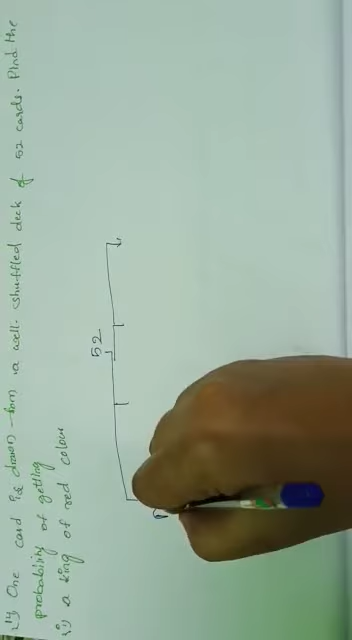 14) One card is drawn from a well-shuffled deck of 52 cards. Find the
probability of getting
i) a king of red colour
52